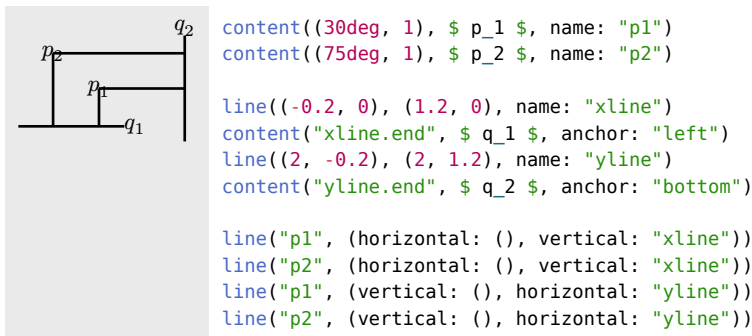 q2
p2
p1
q1
content((30deg, 1), $ p_1 $, name: "p1")
content((75deg, 1), $ p_2 $, name: "p2")
line((-0.2, 0), (1.2, 0), name: "xline")
content("xline.end", $ q_1 $, anchor: "left")
line((2, -0.2), (2, 1.2), name: "yline")
content("yline.end", $ q_2 $, anchor: "bottom")
line("p1", (horizontal: (), vertical: "xline"))
line("p2", (horizontal: (), vertical: "xline"))
line("p1", (vertical: (), horizontal: "yline"))
line("p2", (vertical: (), horizontal: "yline"))